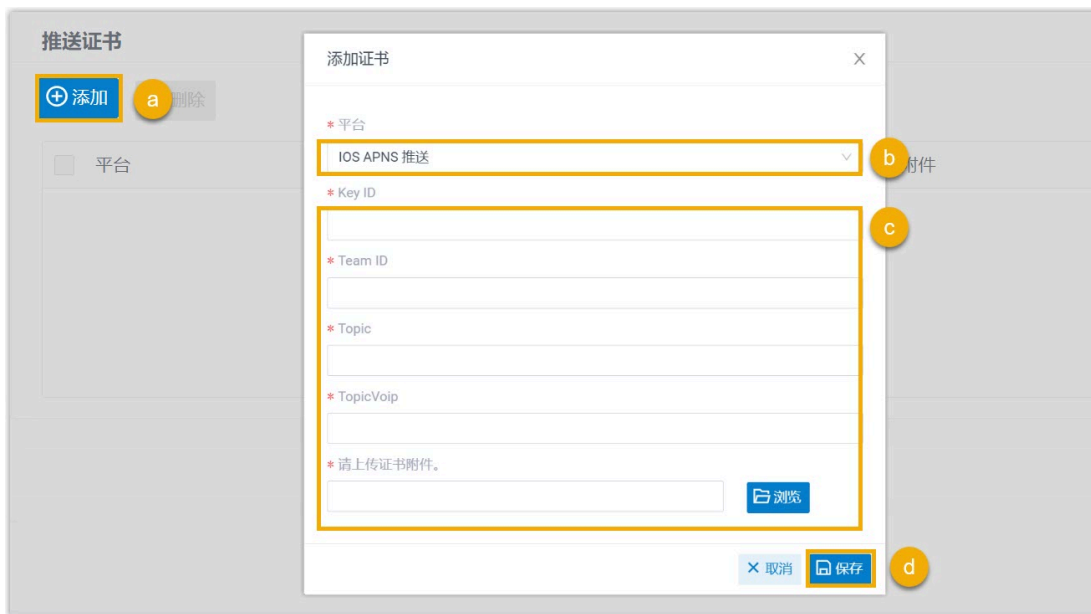 推送证书
添加证书
添加
a
删除
* 平台
IOS APNS 推送
b
平台
附件
* Key ID
c
* Team ID
* Topic
* TopicVoip
* 请上传证书附件。
浏览
取消
保存
d